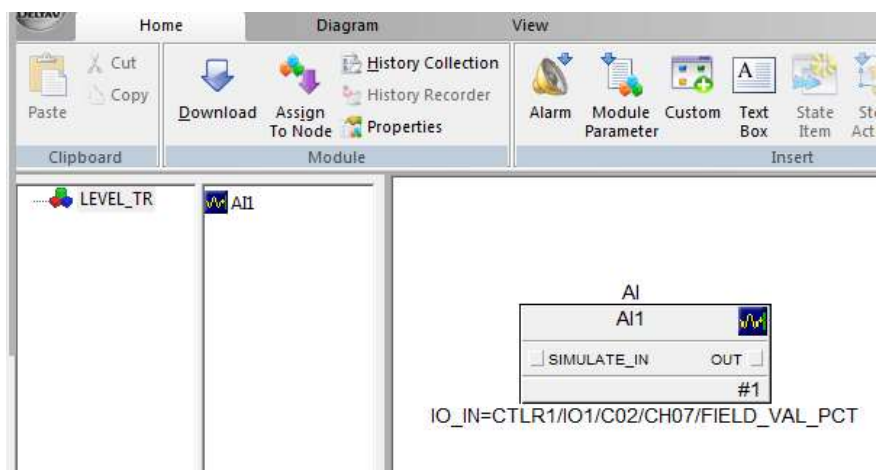 DELTAV
Home Diagram View
Paste
Cut
Copy
Download
Assign
To Node
History Collection
History Recorder
Properties
Alarm
Module
Parameter
Custom
Text
Box
State
Item
Clipboard Module Insert
LEVEL_TR
AI1
AI
AI1
SIMULATE_IN OUT
#1
IO_IN=CTLR1/IO1/C02/CH07/FIELD_VAL_PCT